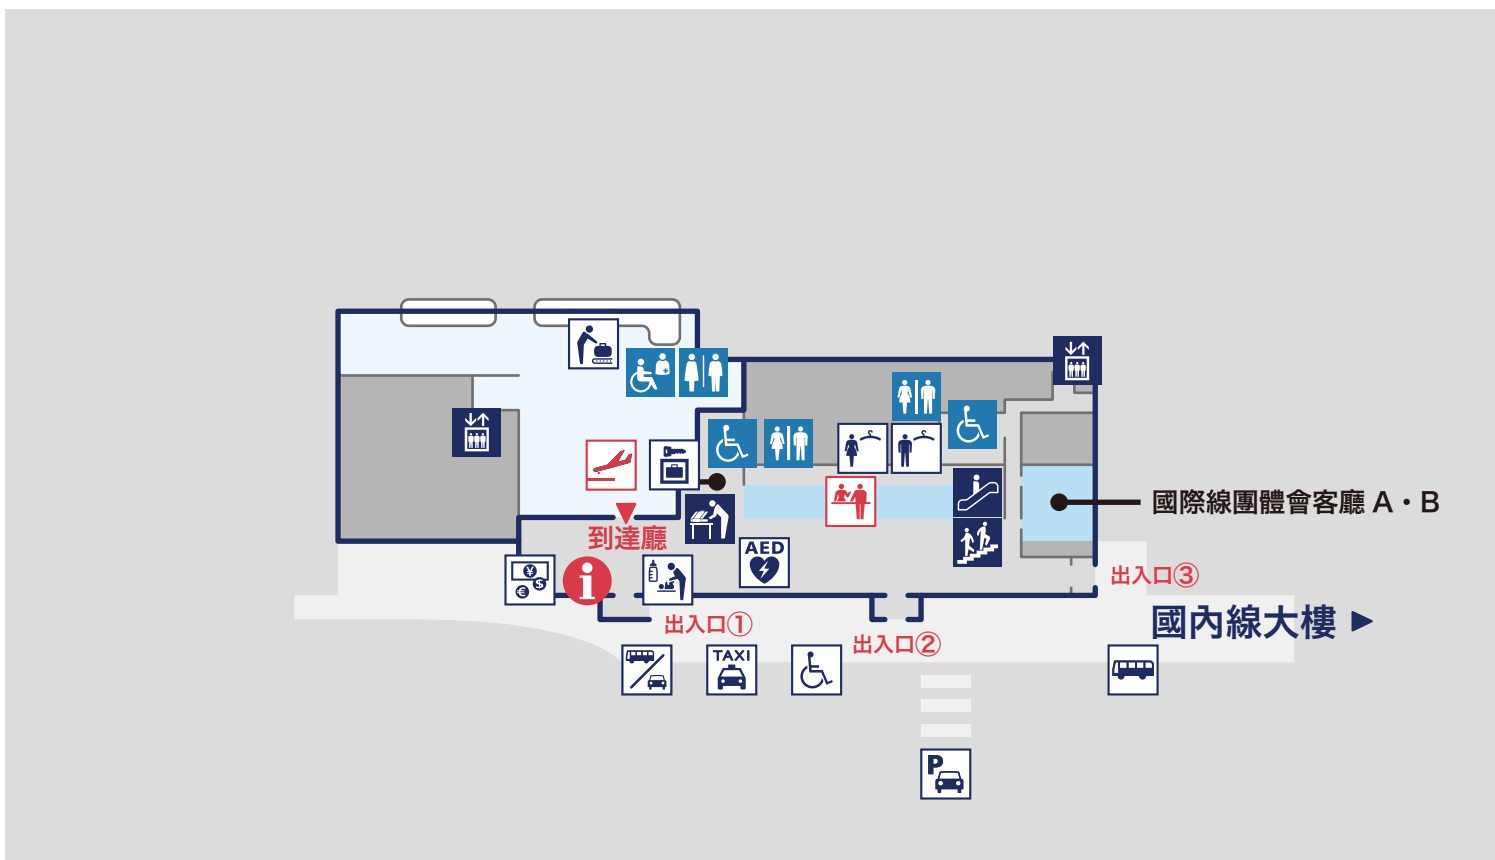 國際線團體會客廳 A・B
到達廳
¥
$
€
i
AED
出入口③
出入口①
國內線大樓
出入口②
TAXI
P